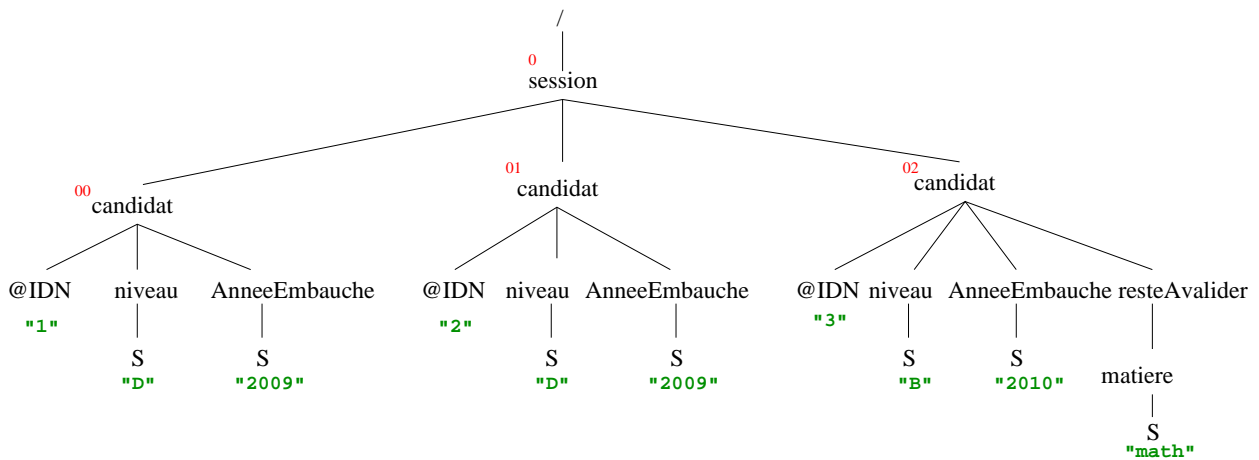 /
0
session
00 01 02
candidat candidat candidat
@IDN niveau AnneeEmbauche @IDN niveau AnneeEmbauche @IDN niveau AnneeEmbauche resteAvalider
"1" "2" "3"
S S S S S S
"D" "2009" "D" "2009" "B" "2010"
matiere
S
"math"